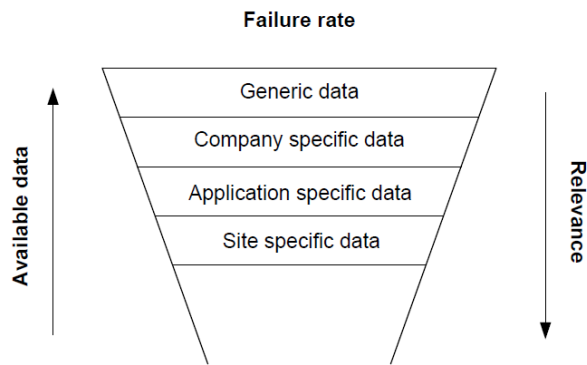 Failure rate
Generic data
Company specific data
Application specific data
Site specific data
Available data
Relevance